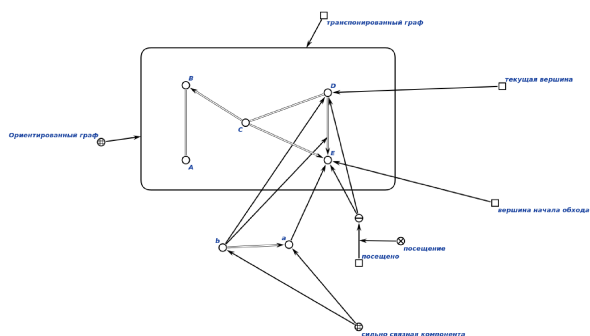 транспонированный граф
B
D
текущая вершина
C
Ориентированный граф
E
A
вершина начала обхода
b
a
посещение
посещено
сильно связная компонента